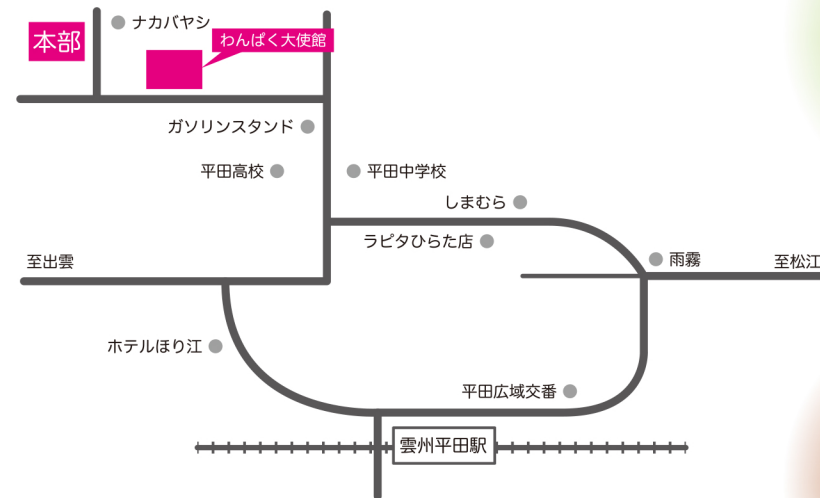 ナカバヤシ
本部
わんぱく大使館
ガソリンスタンド
平田高校
平田中学校
しまむら
ラピタひらた店
至出雲
雨霧
至松江
ホテルほり江
平田広域交番
雲州平田駅